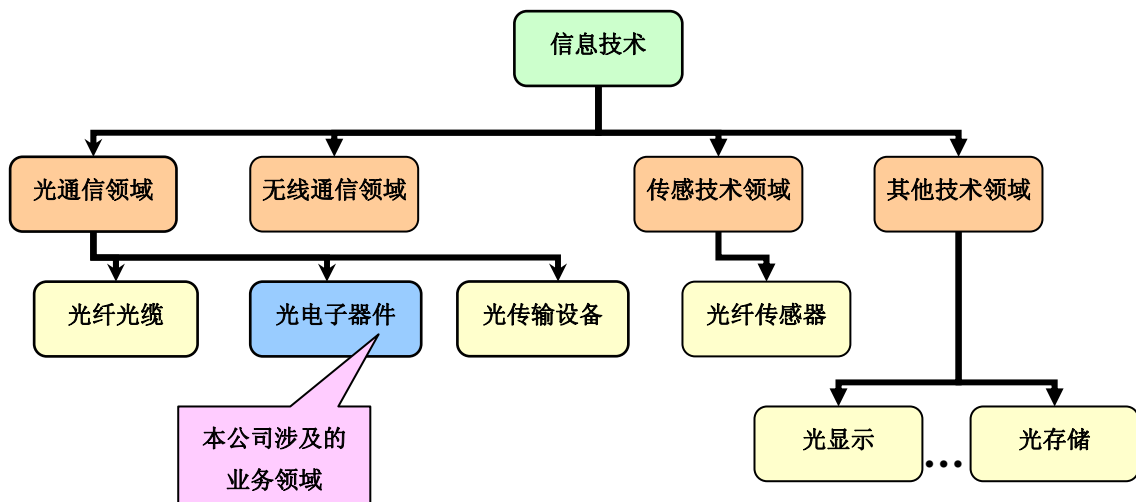 信息技术
光通信领域
无线通信领域
传感技术领域
其他技术领域
光纤光缆
光电子器件
光传输设备
光纤传感器
本公司涉及的
业务领域
光显示
…
光存储